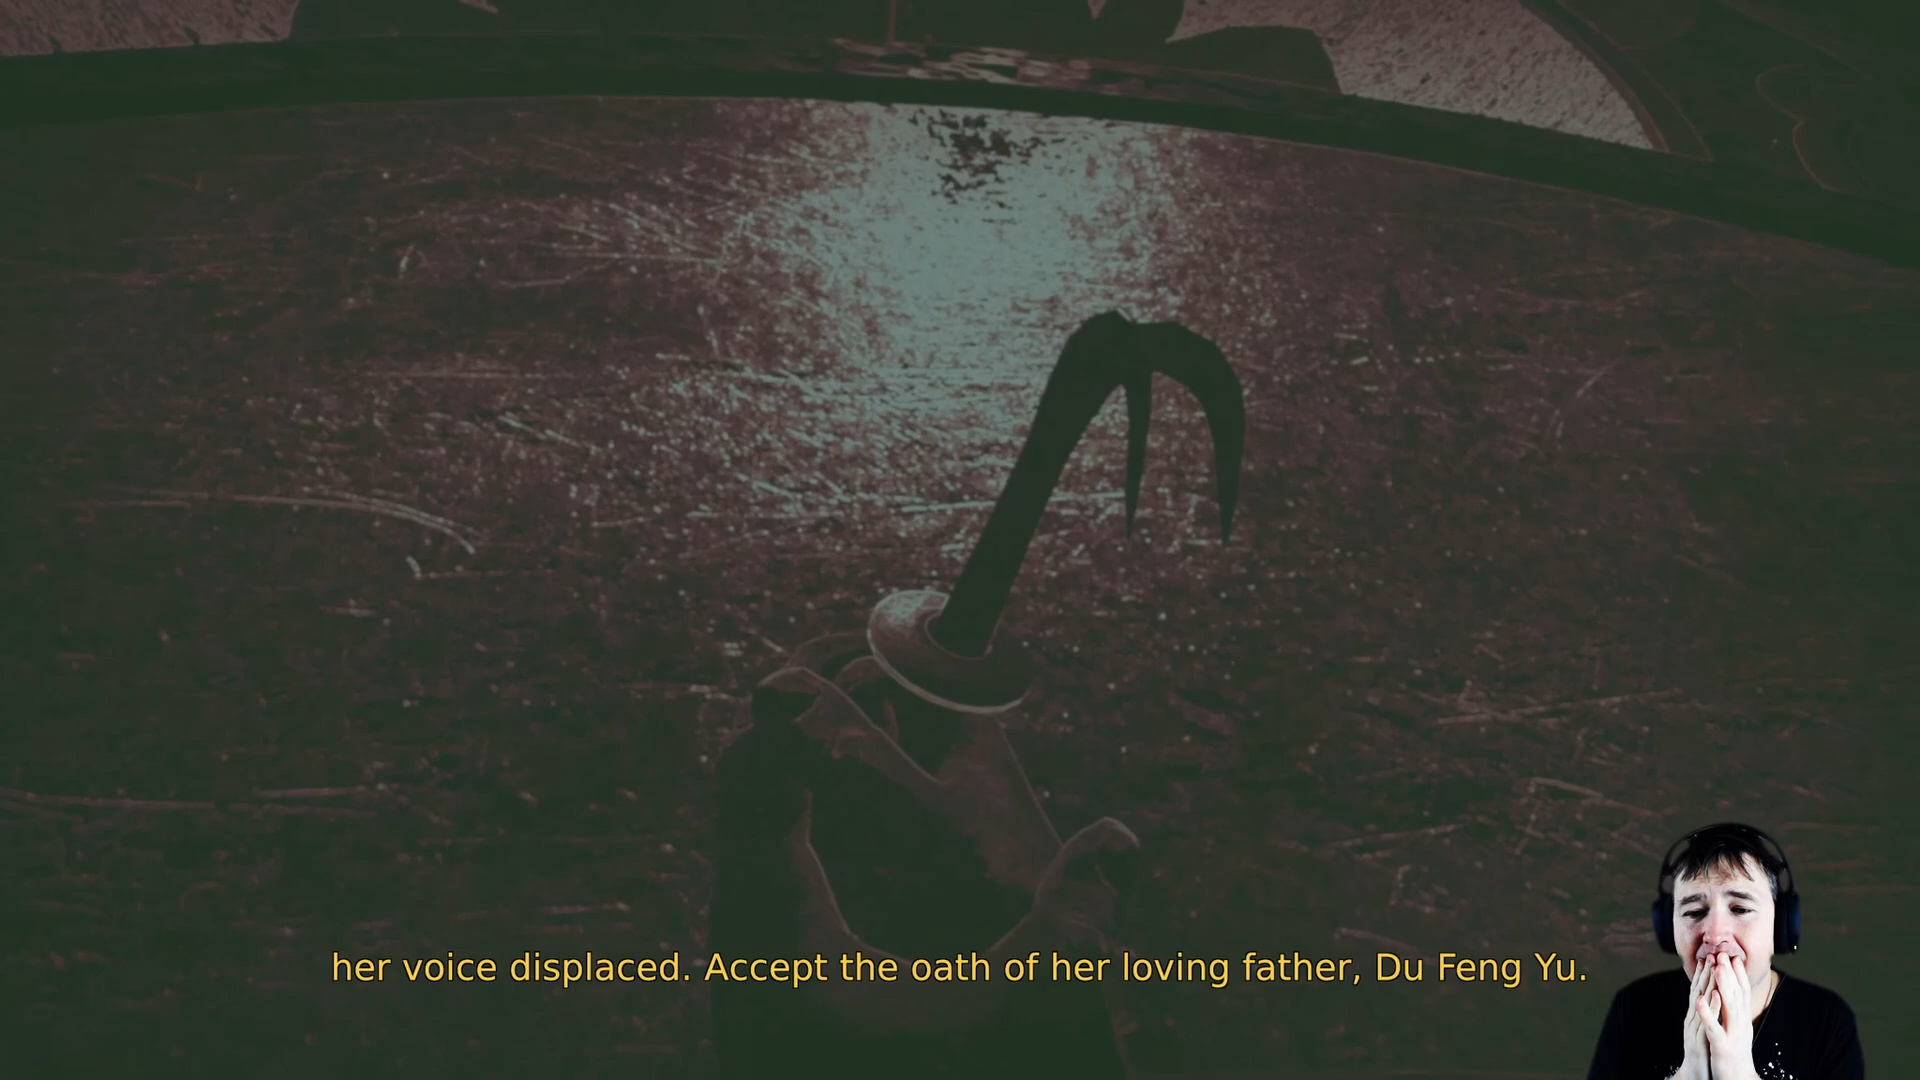 her voice displaced. Accept the oath of her loving father, Du Feng Yu.